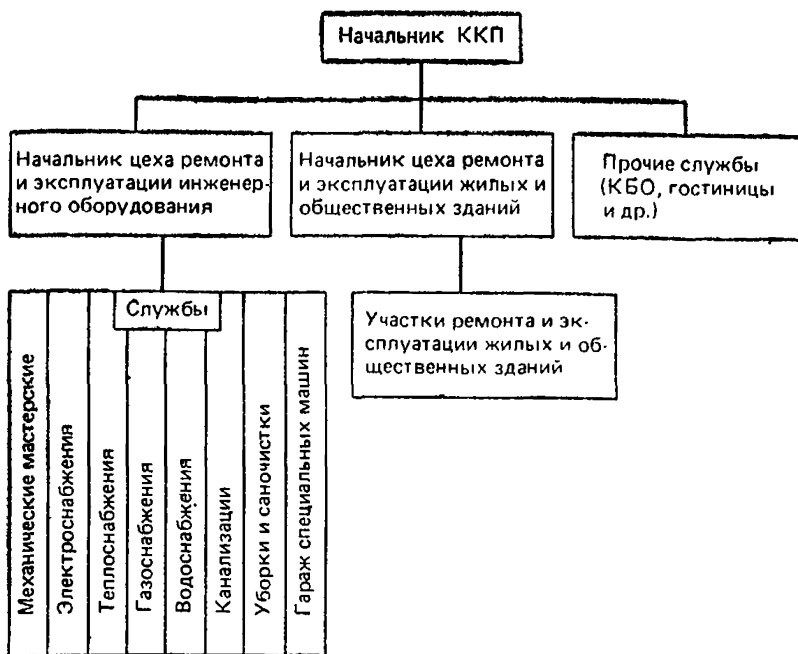 Начальник ККП
Начальник цеха ремонта
и эксплуатации инженер-
ного оборудования
Начальник цеха ремонта
и эксплуатации жилых и
общественных зданий
Прочие службы
(КБО, гостиницы
и др.)
Службы
Механические мастерские
Электроснабжения
Теплоснабжения
Газоснабжения
Водоснабжения
Канализации
Уборки и саночистки
Гараж специальных машин
Участки ремонта и эк-
сплуатации жилых и об-
щественных зданий